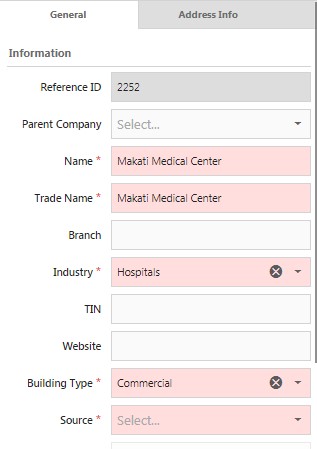 General Address Info
Information
Reference ID 2252
Parent Company Select...
Name * Makati Medical Center
Trade Name * Makati Medical Center
Branch
Industry * Hospitals
TIN
Website
Building Type * Commercial
Source * Select...